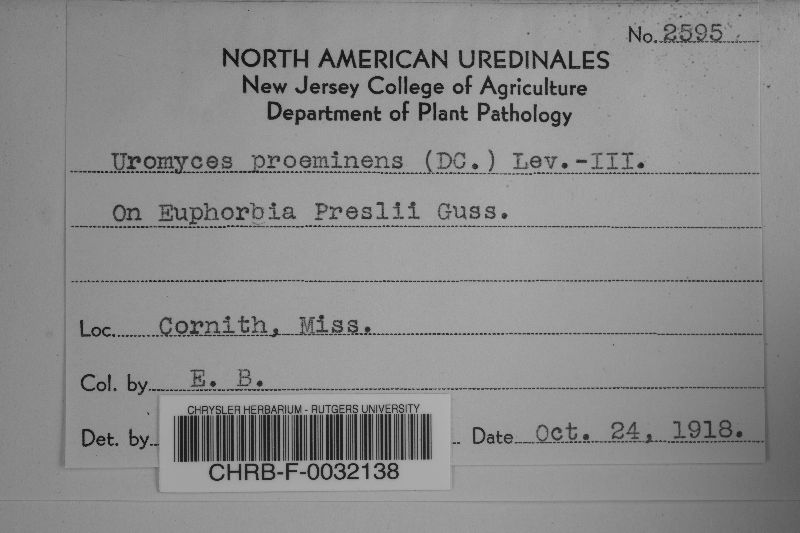 No. 2595
NORTH AMERICAN UREDINALES
New Jersey College of Agriculture
Department of Plant Pathology
Uromyces proeminens (DC.) Lev.-III.
On Euphorbia Preslii Guss.
Loc. Cornith, Miss.
Col. by E. B.
Det. by Date Oct. 24, 1918.
CHRYSLER HERBARIUM - RUTGERS UNIVERSITY
CHRB-F-0032138